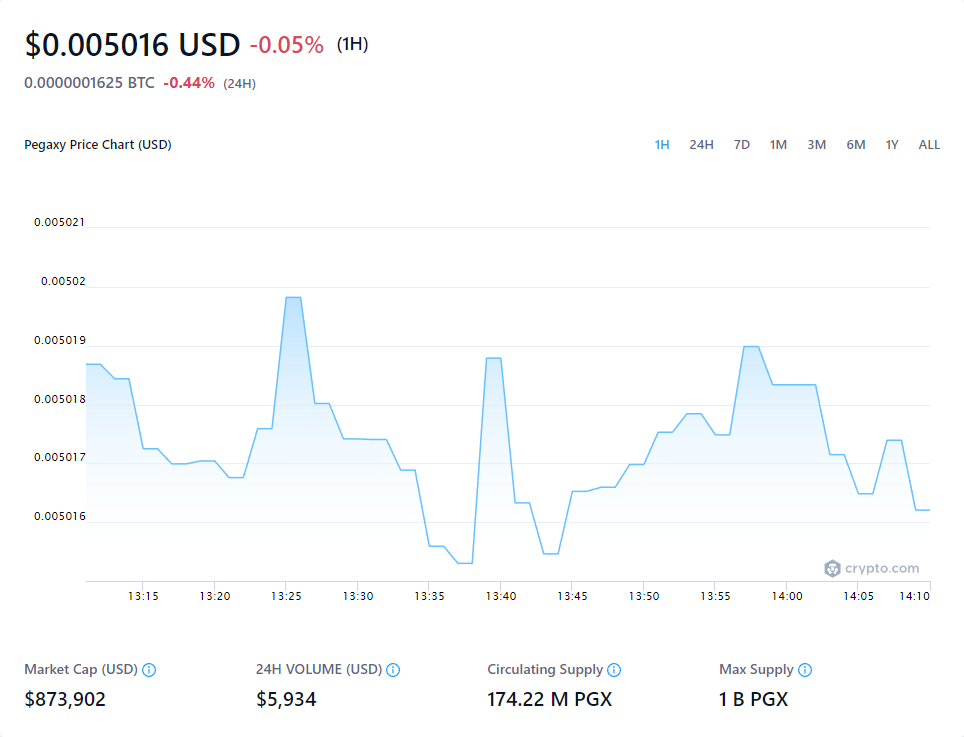 $0.005016 USD -0.05% (1H)
0.0000001625 BTC -0.44% (24H)
Pegaxy Price Chart (USD) 1H 24H 7D 1M 3M 6M 1Y ALL
0.005021
0.00502
0.005019
0.005018
0.005017
0.005016
crypto.com
13:15 13:20 13:25 13:30 13:35 13:40 13:45 13:50 13:55 14:00 14:05 14:10
Market Cap (USD) 24H VOLUME (USD) Circulating Supply Max Supply
$873,902 $5,934 174.22 M PGX 1 B PGX